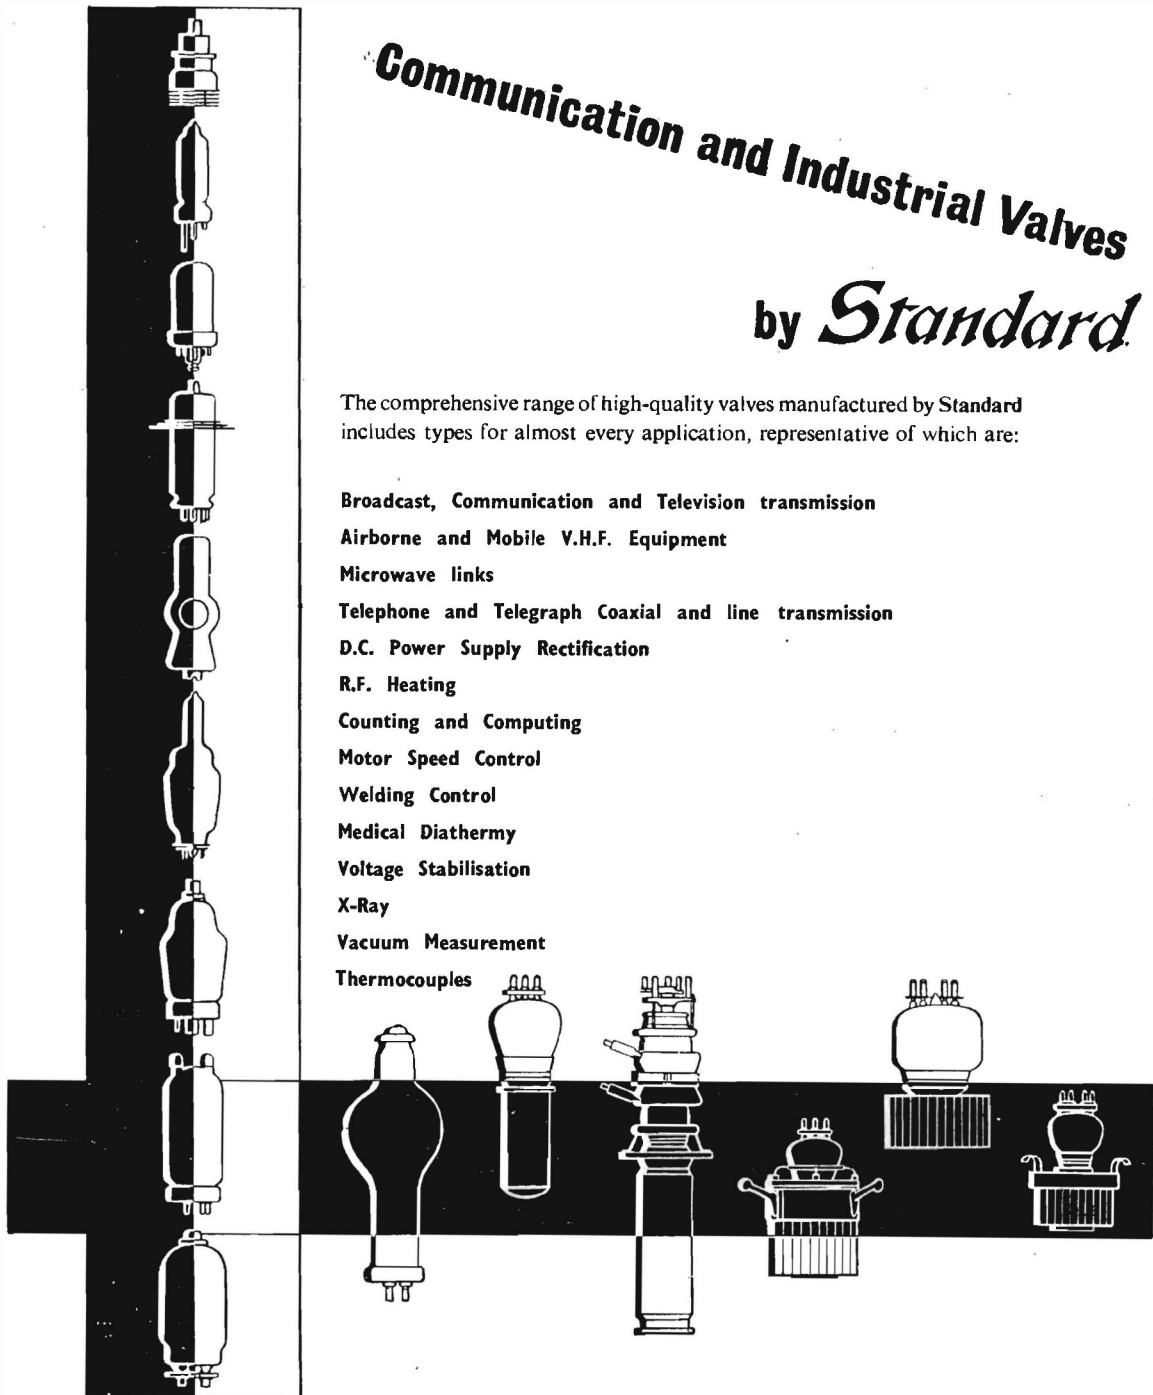 Communication and Industrial Valves
by Standard
The comprehensive range of high-quality valves manufactured by Standard
includes types for almost every application, representative of which are:
Broadcast, Communication and Television transmission
Airborne and Mobile V.H.F. Equipment
Microwave links
Telephone and Telegraph Coaxial and line transmission
D.C. Power Supply Rectification
R.F. Heating
Counting and Computing
Motor Speed Control
Welding Control
Medical Diathermy
Voltage Stabilisation
X-Ray
Vacuum Measurement
Thermocouples